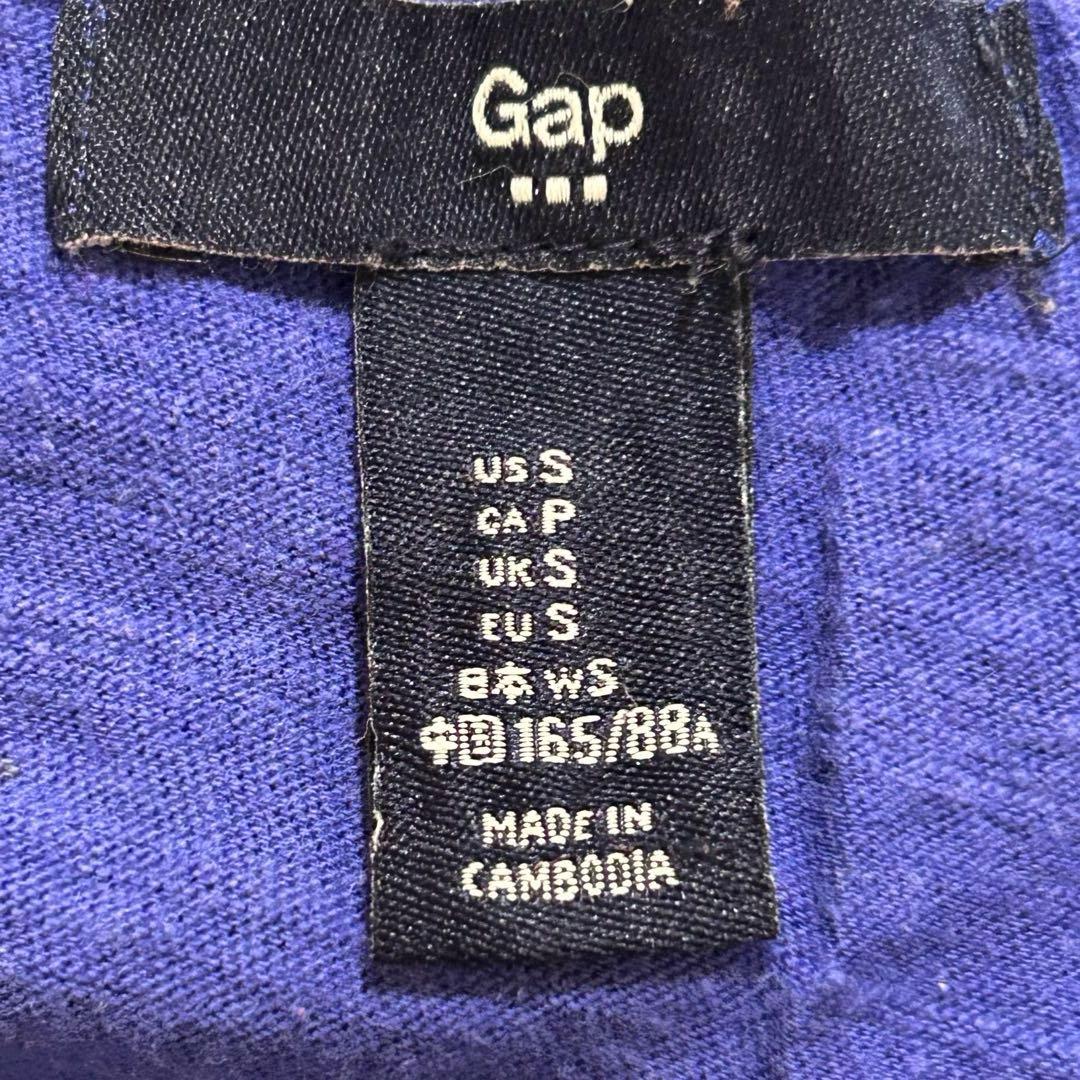 Gap
US S
CA P
UK S
EU S
日本 WS
中国 165/88A
MADE IN
CAMBODIA